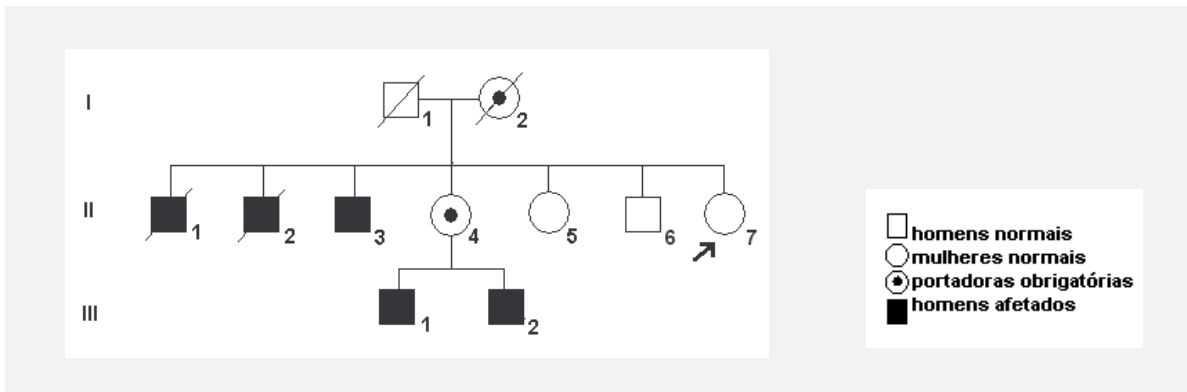 I
1
2
II
1
2
3
4
5
6
7
III
1
2
homens normais
mulheres normais
portadoras obrigatórias
homens afetados